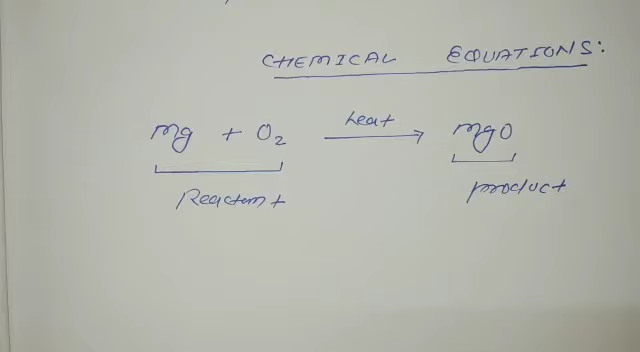 CHEMICAL EQUATIONS:
heat
Mg + O2 → MgO
Reactant product